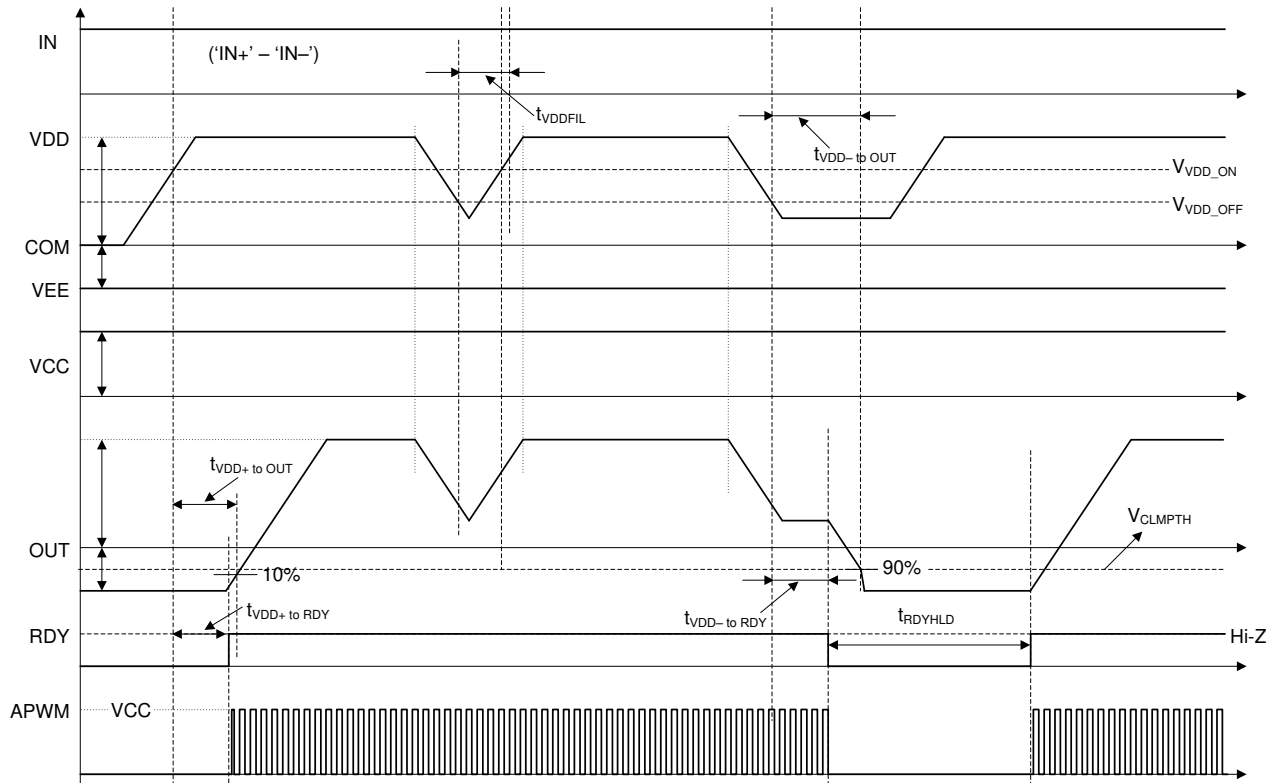 IN
('IN+' – 'IN–')
tVDDFIL
VDD
tVDD– to OUT
VVDD_ON
VVDD_OFF
COM
VEE
VCC
tVDD+ to OUT
VCLMPTH
OUT
10%
90%
tVDD+ to RDY
tVDD– to RDY
tRDYHLD
RDY
Hi-Z
APWM
VCC